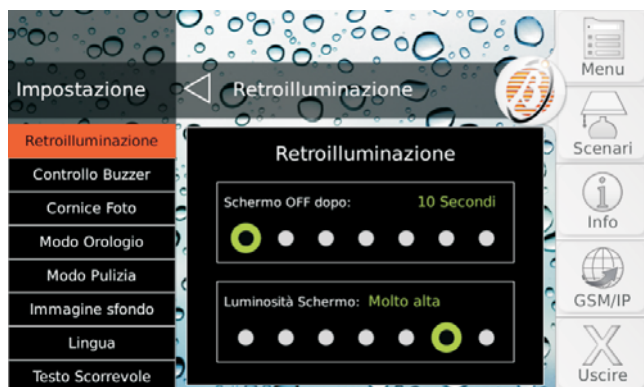 Impostazione
Retroilluminazione
Retroilluminazione
Controllo Buzzer
Cornice Foto
Modo Orologio
Modo Pulizia
Immagine sfondo
Lingua
Testo Scorrevole
Retroilluminazione
Schermo OFF dopo: 10 Secondi
Luminosità Schermo: Molto alta
Menu
Scenari
Info
GSM/IP
Uscire